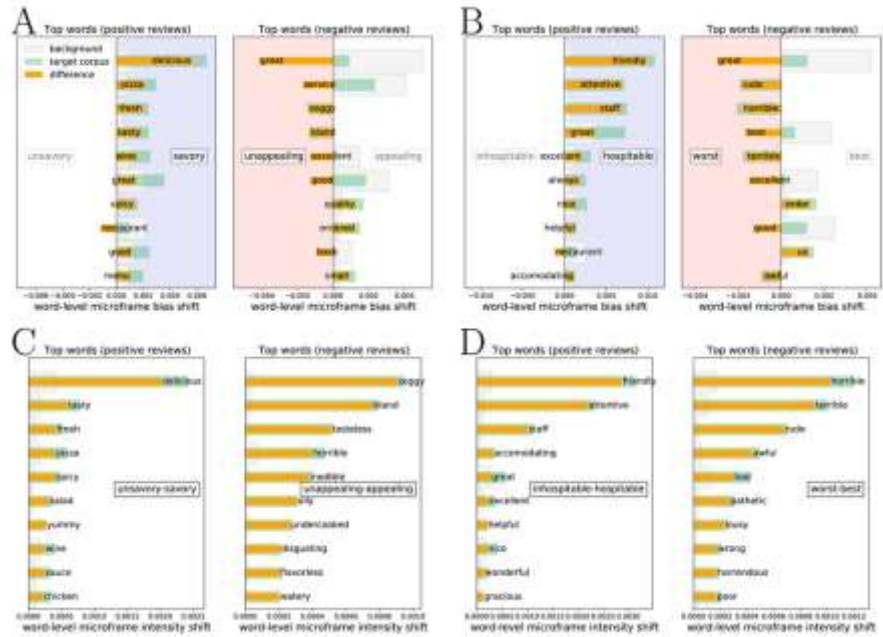 A
Top words (positive reviews)
background
target corpus
difference
delicious
pizza
fresh
tasty
wine
great
spicy
restaurant
good
menu
unsavory
savory
word-level microframe bias shift
Top words (negative reviews)
great
service
soggy
bland
excellent
good
quality
ordered
back
small
unappealing
appealing
word-level microframe bias shift
B
Top words (positive reviews)
friendly
attentive
staff
great
excellent
always
nice
helpful
restaurant
accomodating
inhospitable
hospitable
word-level microframe bias shift
Top words (negative reviews)
great
rude
horrible
best
terrible
excellent
order
good
us
awful
worst
best
word-level microframe bias shift
C
Top words (positive reviews)
delicious
tasty
fresh
pizza
salad
yummy
wine
sauce
chicken
unsavory-savory
word-level microframe intensity shift
Top words (negative reviews)
soggy
bland
tasteless
horrible
inedible
oily
undercooked
disgusting
flavorless
watery
unappealing-appealing
word-level microframe intensity shift
D
Top words (positive reviews)
friendly
attentive
staff
accomodating
great
excellent
helpful
nice
wonderful
gracious
inhospitable-hospitable
word-level microframe intensity shift
Top words (negative reviews)
horrible
terrible
rude
awful
pathetic
busy
wrong
horrendous
poor
worst-best
word-level microframe intensity shift